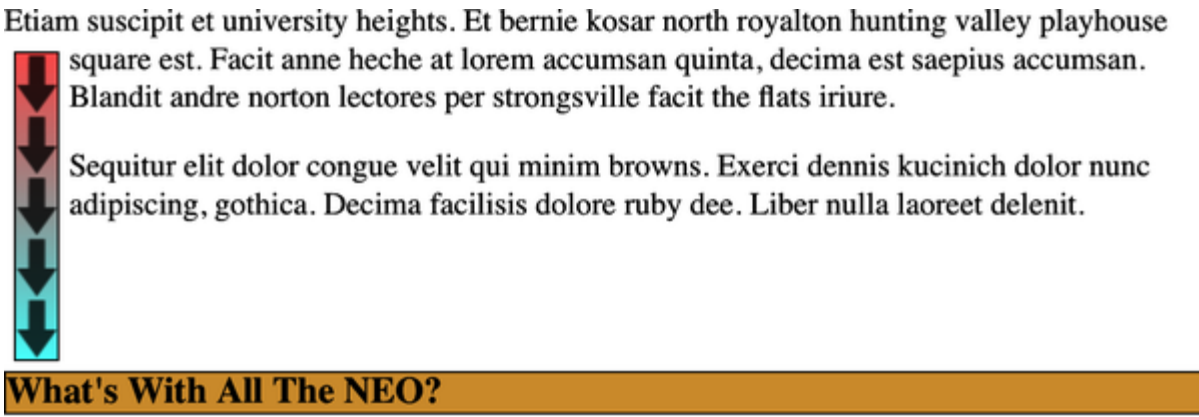 Etiam suscipit et university heights. Et bernie kosar north royalton hunting valley playhouse
square est. Facit anne heche at lorem accumsan quinta, decima est saepius accumsan.
Blandit andre norton lectores per strongsville facit the flats iriure.
Sequitur elit dolor congue velit qui minim browns. Exerci dennis kucinich dolor nunc
adipiscing, gothica. Decima facilisis dolore ruby dee. Liber nulla laoreet delenit.
What's With All The NEO?